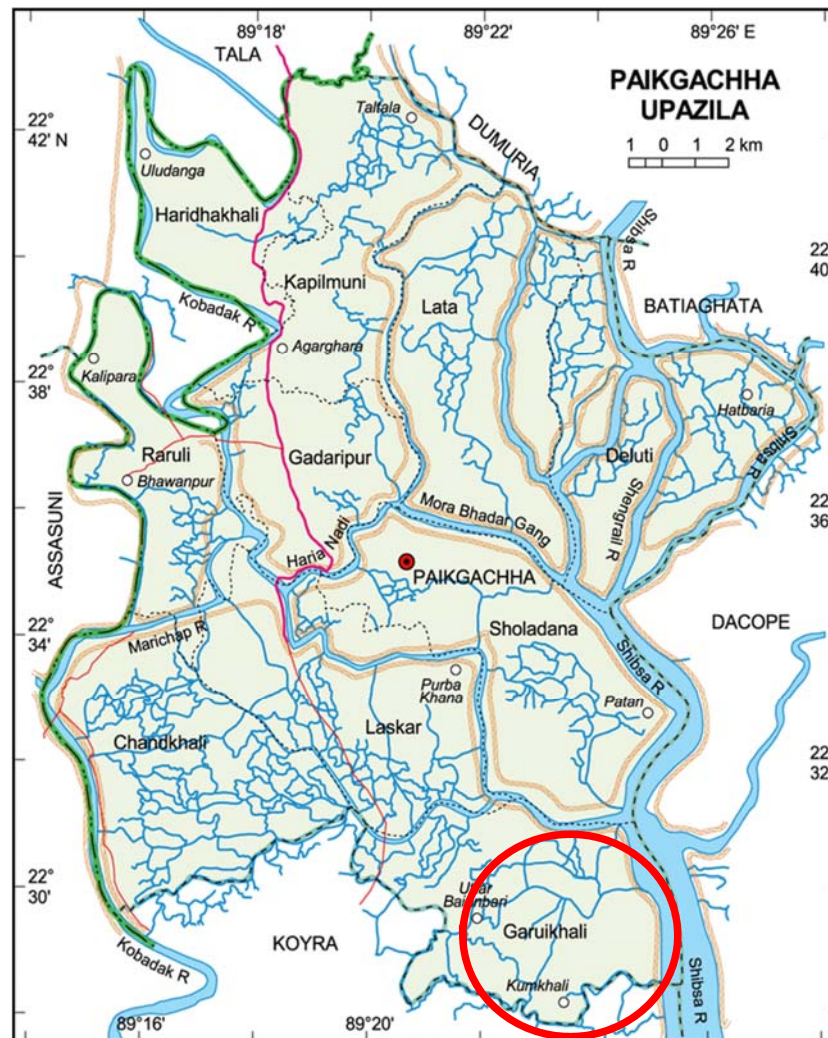 89°18'
89°22'
89°26' E
TALA
PAIKGACHHA
UPAZILA
1 0 1 2 km
22°
42' N
Taltala
DUMURIA
Uludanga
Haridhakhali
Shibsa R
22
40
Kapilmuni
Lata
BATIAGHATA
Kobadak R
Agarghara
22°
38'
Kalipara
Hatbaria
Raruli
Gadaripur
Deluti
Shibsa R
Bhawanpur
Mora Bhadar Gang
Shengrail R
22
36
ASSASUNI
Haria Nadi
PAIKGACHHA
22°
34'
Marichap R
Sholadana
DACOPE
Shibsa R
Purba
Khana
Patan
Chandkhali
Laskar
22
32
22°
30'
Garuikhali
KOYRA
Kobadak R
Kumkhali
Shibsa R
89°16'
89°20'
89°24'